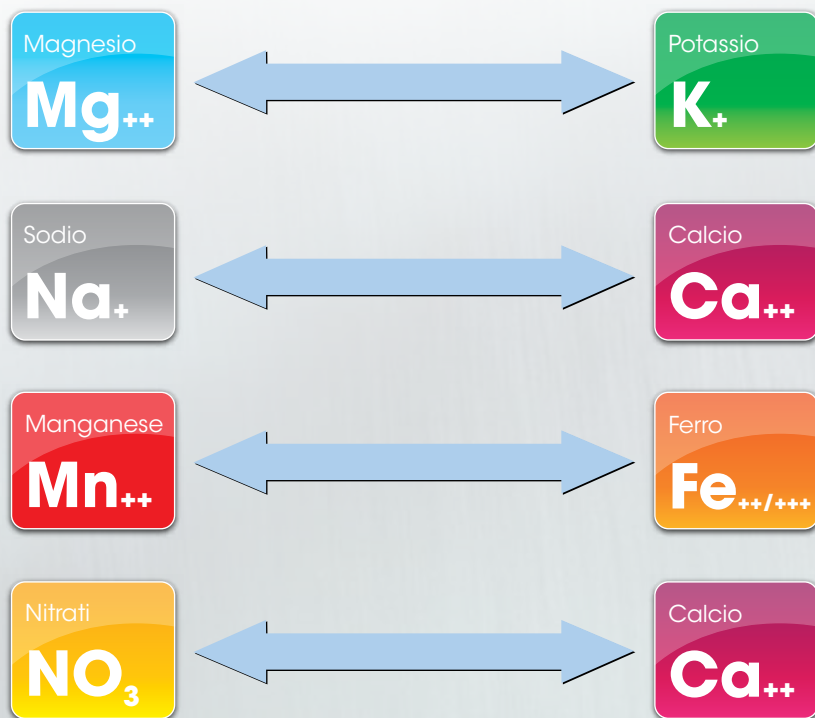 Magnesio
Mg++
Potassio
K+
Sodio
Na+
Calcio
Ca++
Manganese
Mn++
Ferro
Fe++/+++
Nitrati
NO3
Calcio
Ca++